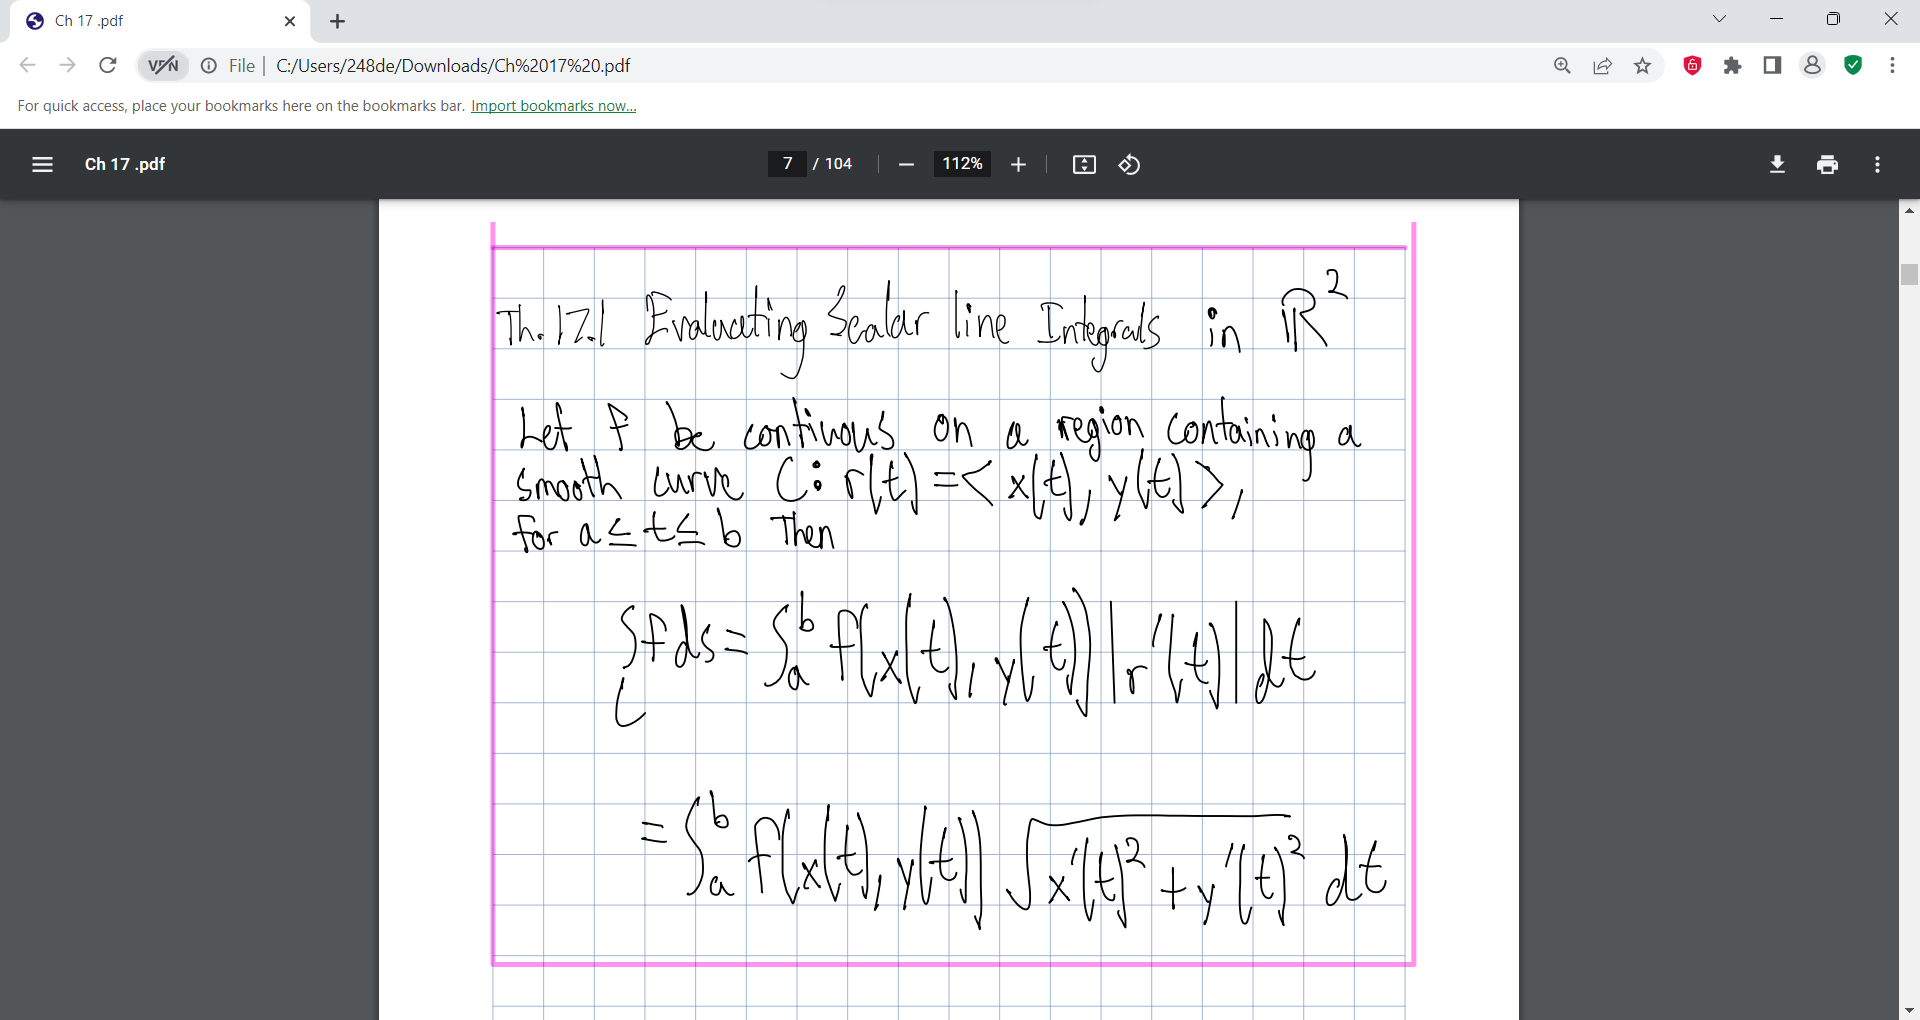 Ch 17 .pdf
VPN File C:/Users/248de/Downloads/Ch%2017%20.pdf
For quick access, place your bookmarks here on the bookmarks bar. Import bookmarks now...
Ch 17 .pdf 7 / 104 112%
Th. 17.1 Evaluating Scalar line Integrals in ℝ²
Let f be continuous on a region containing a
smooth curve C: r(t) = < x(t), y(t) >,
for a ≤ t ≤ b Then
∫_C f ds = ∫_a^b f(x(t), y(t)) |r'(t)| dt
= ∫_a^b f(x(t), y(t)) √(x'(t)² + y'(t)²) dt